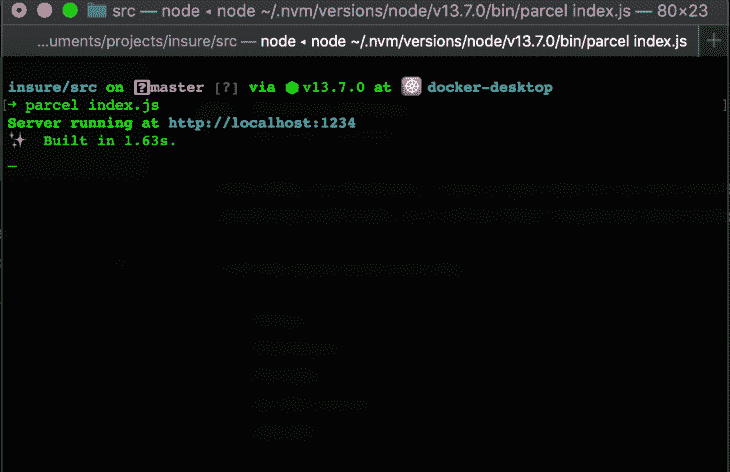 src — node ◂ node ~/.nvm/versions/node/v13.7.0/bin/parcel index.js — 80×23
...uments/projects/insure/src — node ◂ node ~/.nvm/versions/node/v13.7.0/bin/parcel index.js +
insure/src on master [?] via ⬢ v13.7.0 at ☸ docker-desktop
[➜ parcel index.js ]
Server running at http://localhost:1234
✨ Built in 1.63s.